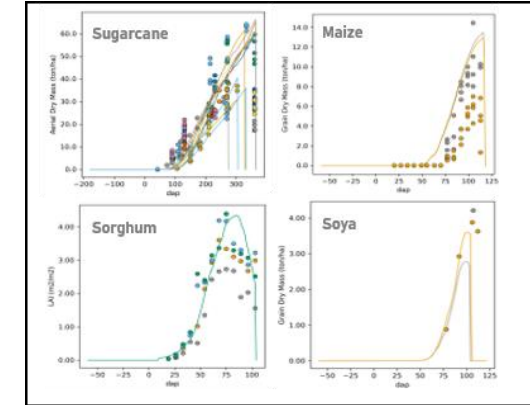 Sugarcane
Aerial Dry Mass (ton/ha)
60.0
50.0
40.0
30.0
20.0
10.0
0.0
-200 -100 0 100 200 300
dap
Maize
Grain Dry Mass (ton/ha)
14.0
12.0
10.0
8.0
6.0
4.0
2.0
0.0
-50 -25 0 25 50 75 100 125
dap
Sorghum
LAI (m2/m2)
4.00
3.00
2.00
1.00
0.00
-50 -25 0 25 50 75 100
dap
Soya
Grain Dry Mass (ton/ha)
4.00
3.00
2.00
1.00
0.00
-50 -25 0 25 50 75 100 125
dap